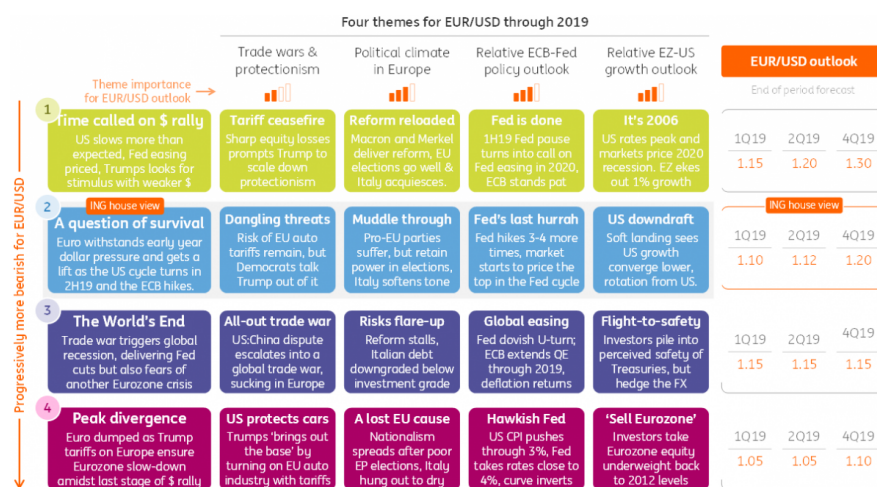 Four themes for EUR/USD through 2019
Theme importance
for EUR/USD outlook
Trade wars &
protectionism
Political climate
in Europe
Relative ECB-Fed
policy outlook
Relative EZ-US
growth outlook
EUR/USD outlook
End of period forecast
Progressively more bearish for EUR/USD
1
Time called on $ rally
US slows more than
expected, Fed easing
priced, Trumps looks for
stimulus with weaker $
Tariff ceasefire
Sharp equity losses
prompts Trump to
scale down
protectionism
Reform reloaded
Macron and Merkel
deliver reform, EU
elections go well &
Italy acquiesces.
Fed is done
1H19 Fed pause
turns into call on
Fed easing in 2020,
ECB stands pat
It's 2006
US rates peak and
markets price 2020
recession. EZ ekes
out 1% growth
1Q19 2Q19 4Q19
1.15 1.20 1.30
2
ING house view
A question of survival
Euro withstands early year
dollar pressure and gets a
lift as the US cycle turns in
2H19 and the ECB hikes.
Dangling threats
Risk of EU auto
tariffs remain, but
Democrats talk
Trump out of it
Muddle through
Pro-EU parties
suffer, but retain
power in elections,
Italy softens tone
Fed's last hurrah
Fed hikes 3-4 more
times, market
starts to price the
top in the Fed cycle
US downdraft
Soft landing sees
US growth
converge lower,
rotation from US.
ING house view
1Q19 2Q19 4Q19
1.10 1.12 1.20
3
The World's End
Trade war triggers global
recession, delivering Fed
cuts but also fears of
another Eurozone crisis
All-out trade war
US:China dispute
escalates into a
global trade war,
sucking in Europe
Risks flare-up
Reform stalls,
Italian debt
downgraded below
investment grade
Global easing
Fed dovish U-turn;
ECB extends QE
through 2019,
deflation returns
Flight-to-safety
Investors pile into
perceived safety of
Treasuries, but
hedge the FX
1Q19 2Q19 4Q19
1.15 1.15 1.15
4
Peak divergence
Euro dumped as Trump
tariffs on Europe ensure
Eurozone slow-down
amidst last stage of $ rally
US protects cars
Trumps 'brings out
the base' by
turning on EU auto
industry with tariffs
A lost EU cause
Nationalism
spreads after poor
EP elections, Italy
hung out to dry
Hawkish Fed
US CPI pushes
through 3%, Fed
takes rates close to
4%, curve inverts
'Sell Eurozone'
Investors take
Eurozone equity
underweight back
to 2012 levels
1Q19 2Q19 4Q19
1.05 1.05 1.10